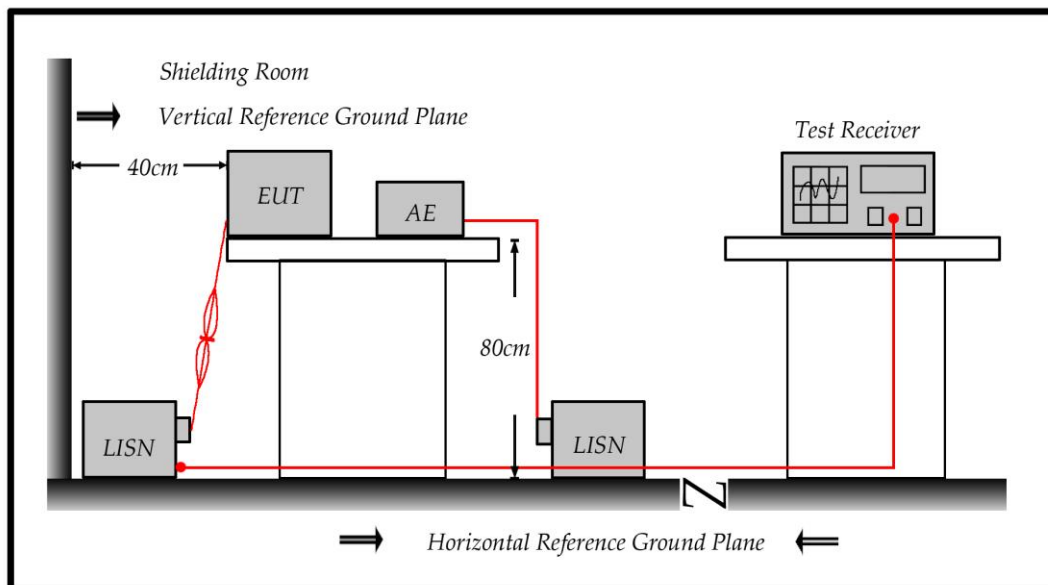 Shielding Room
Vertical Reference Ground Plane
Test Receiver
40cm
EUT
AE
80cm
LISN
LISN
Horizontal Reference Ground Plane